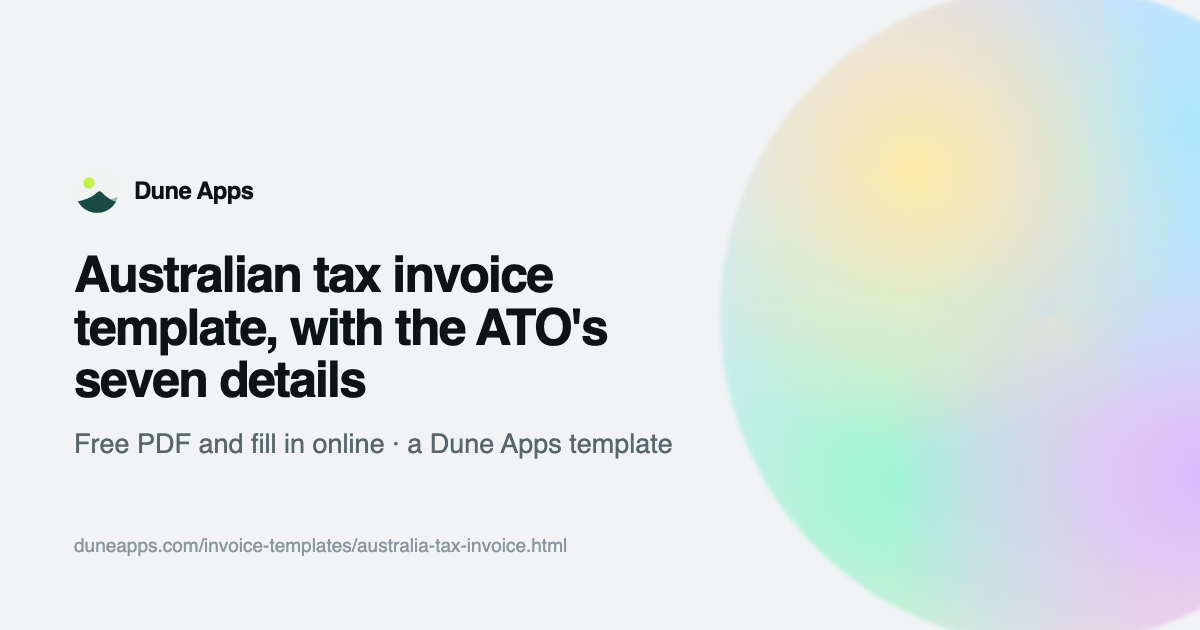 Dune Apps
Australian tax invoice
template, with the ATO's
seven details
Free PDF and fill in online · a Dune Apps template
duneapps.com/invoice-templates/australia-tax-invoice.html